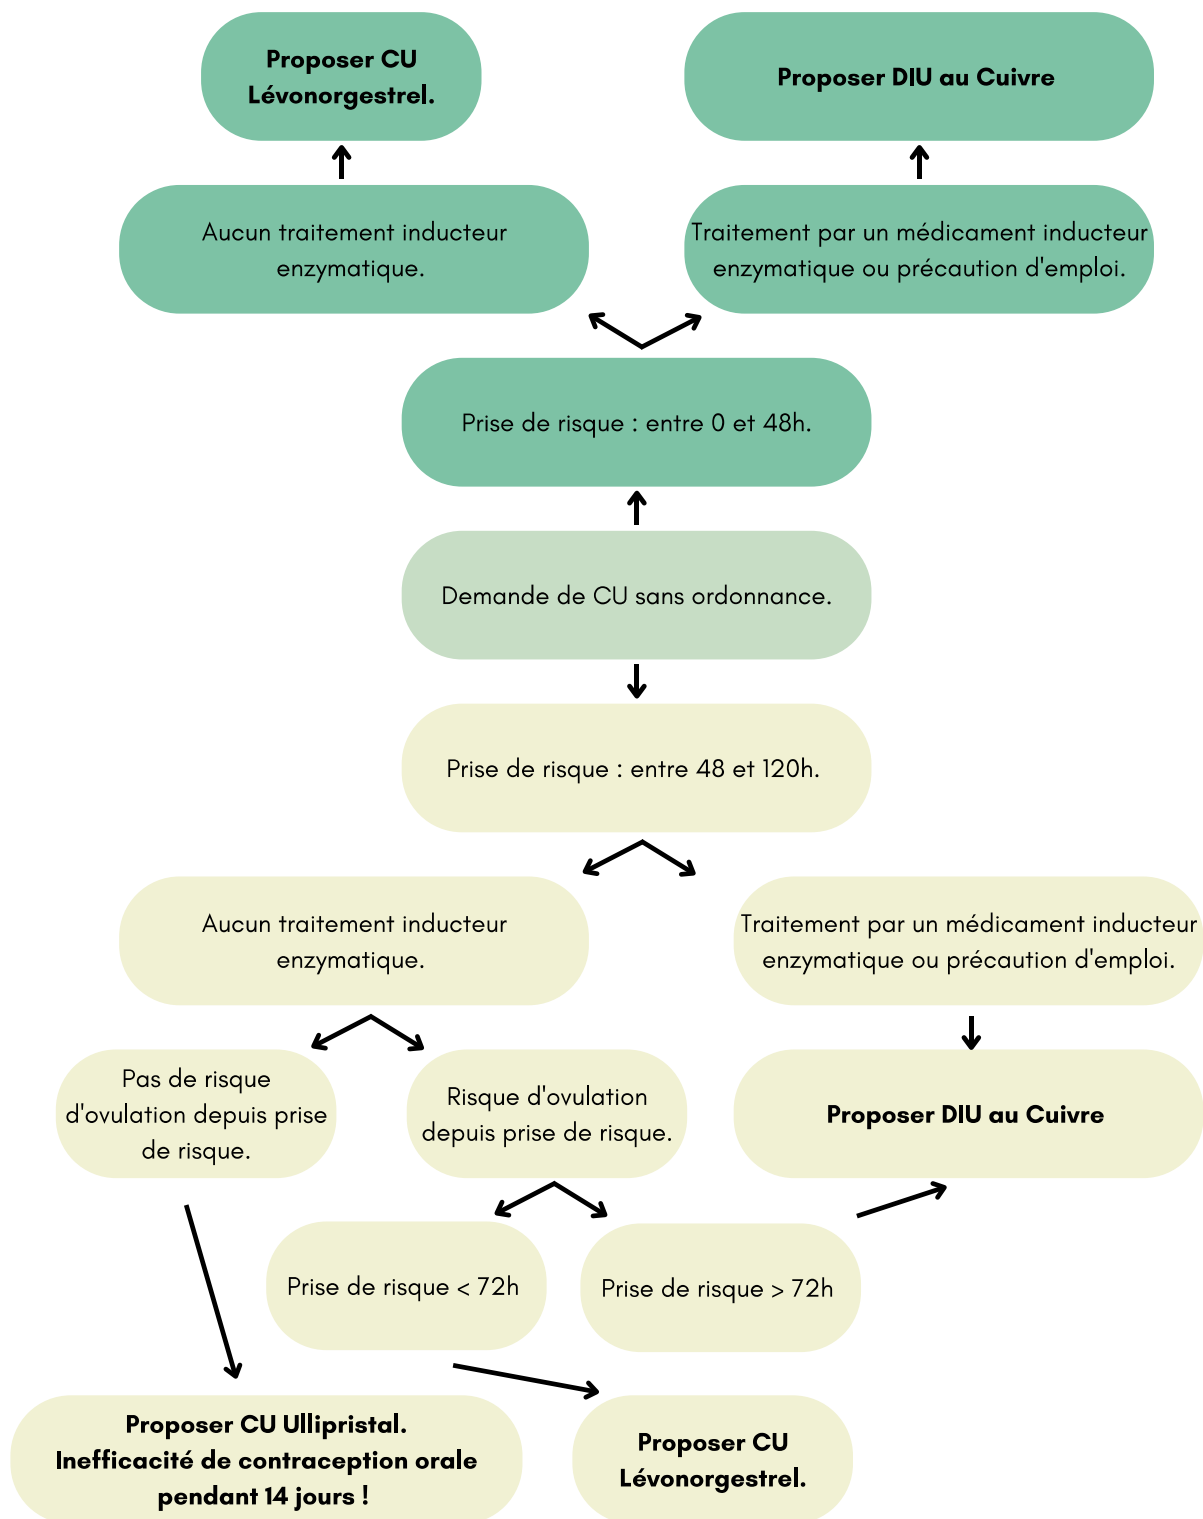 Proposer CU
Lévonorgestrel.
Proposer DIU au Cuivre
Aucun traitement inducteur
enzymatique.
Traitement par un médicament inducteur
enzymatique ou précaution d'emploi.
Prise de risque : entre 0 et 48h.
Demande de CU sans ordonnance.
Prise de risque : entre 48 et 120h.
Aucun traitement inducteur
enzymatique.
Traitement par un médicament inducteur
enzymatique ou précaution d'emploi.
Pas de risque
d'ovulation depuis prise
de risque.
Risque d'ovulation
depuis prise de risque.
Proposer DIU au Cuivre
Prise de risque < 72h
Prise de risque > 72h
Proposer CU Ullipristal.
Inefficacité de contraception orale
pendant 14 jours !
Proposer CU
Lévonorgestrel.